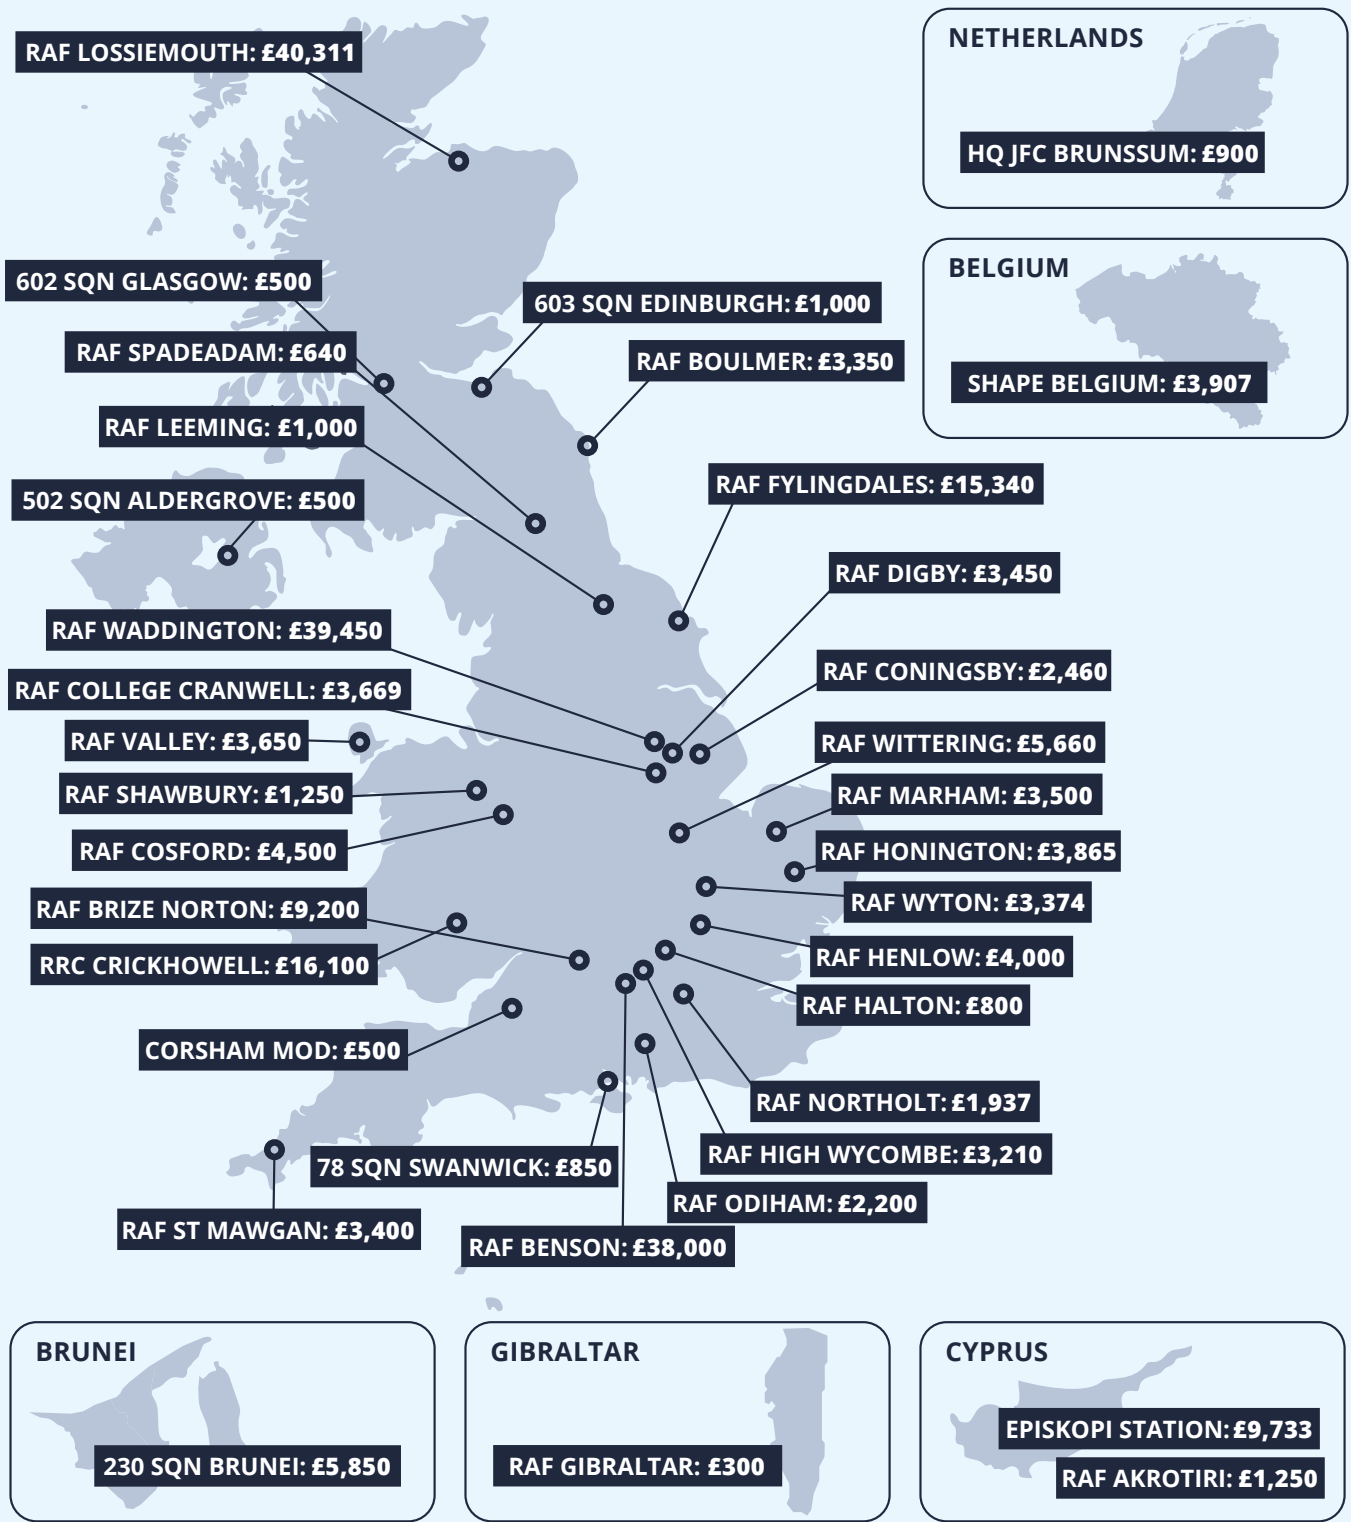 RAF LOSSIEMOUTH: £40,311
NETHERLANDS
HQ JFC BRUNSSUM: £900
602 SQN GLASGOW: £500
603 SQN EDINBURGH: £1,000
BELGIUM
RAF SPADEADAM: £640
RAF BOULMER: £3,350
SHAPE BELGIUM: £3,907
RAF LEEMING: £1,000
502 SQN ALDERGROVE: £500
RAF FYLINGDALES: £15,340
RAF DIGBY: £3,450
RAF WADDINGTON: £39,450
RAF CONINGSBY: £2,460
RAF COLLEGE CRANWELL: £3,669
RAF VALLEY: £3,650
RAF WITTERING: £5,660
RAF SHAWBURY: £1,250
RAF MARHAM: £3,500
RAF COSFORD: £4,500
RAF HONINGTON: £3,865
RAF BRIZE NORTON: £9,200
RAF WYTON: £3,374
RRC CRICKHOWELL: £16,100
RAF HENLOW: £4,000
RAF HALTON: £800
CORSHAM MOD: £500
RAF NORTHOLT: £1,937
78 SQN SWANWICK: £850
RAF HIGH WYCOMBE: £3,210
RAF ODIHAM: £2,200
RAF ST MAWGAN: £3,400
RAF BENSON: £38,000
BRUNEI
230 SQN BRUNEI: £5,850
GIBRALTAR
RAF GIBRALTAR: £300
CYPRUS
EPISKOPI STATION: £9,733
RAF AKROTIRI: £1,250